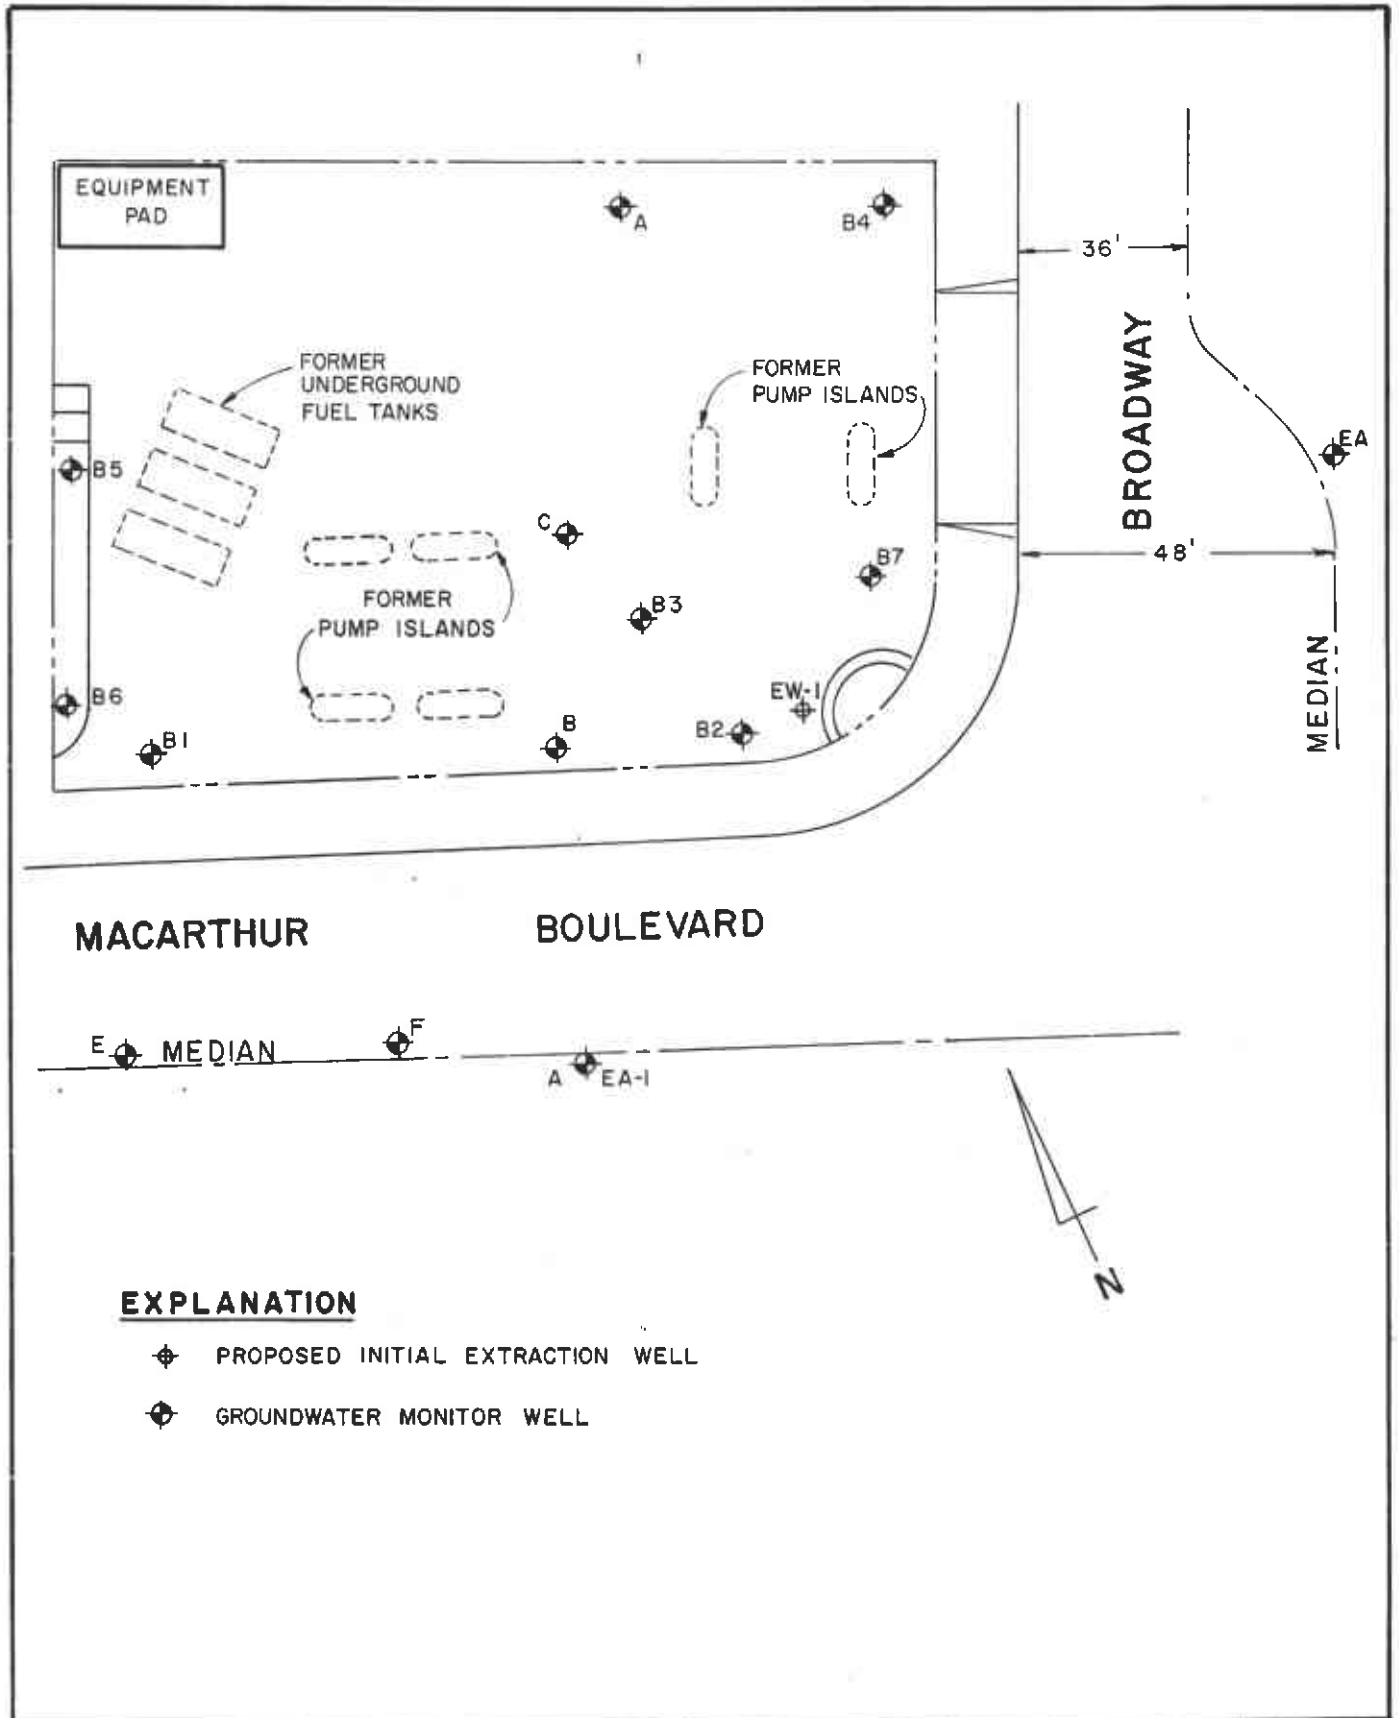 EQUIPMENT
PAD
A
B4
36'
BROADWAY
FORMER
UNDERGROUND
FUEL TANKS
FORMER
PUMP ISLANDS
EA
B5
C
B7
48'
FORMER
PUMP ISLANDS
B3
MEDIAN
B6
EW-1
B1
B
B2
MACARTHUR BOULEVARD
E
MEDIAN
F
A
EA-1
N
EXPLANATION
PROPOSED INITIAL EXTRACTION WELL
GROUNDWATER MONITOR WELL